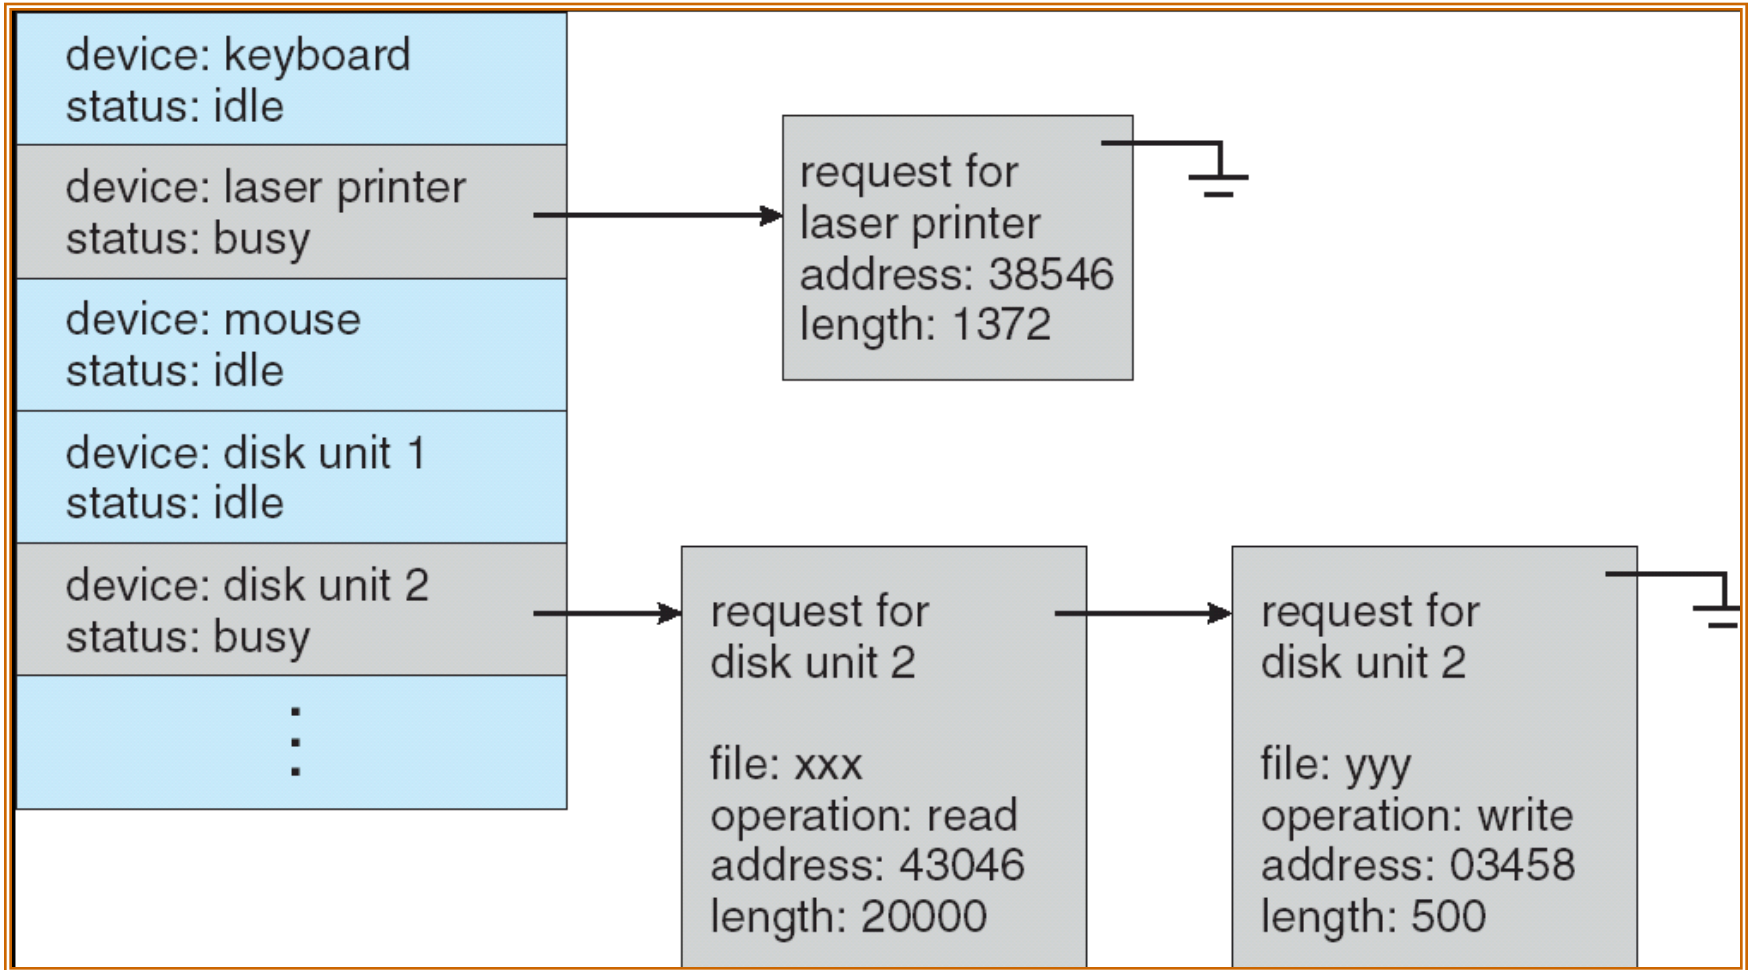 device: keyboard
status: idle
device: laser printer
status: busy
device: mouse
status: idle
device: disk unit 1
status: idle
device: disk unit 2
status: busy
request for
laser printer
address: 38546
length: 1372
request for
disk unit 2
file: xxx
operation: read
address: 43046
length: 20000
request for
disk unit 2
file: yyy
operation: write
address: 03458
length: 500